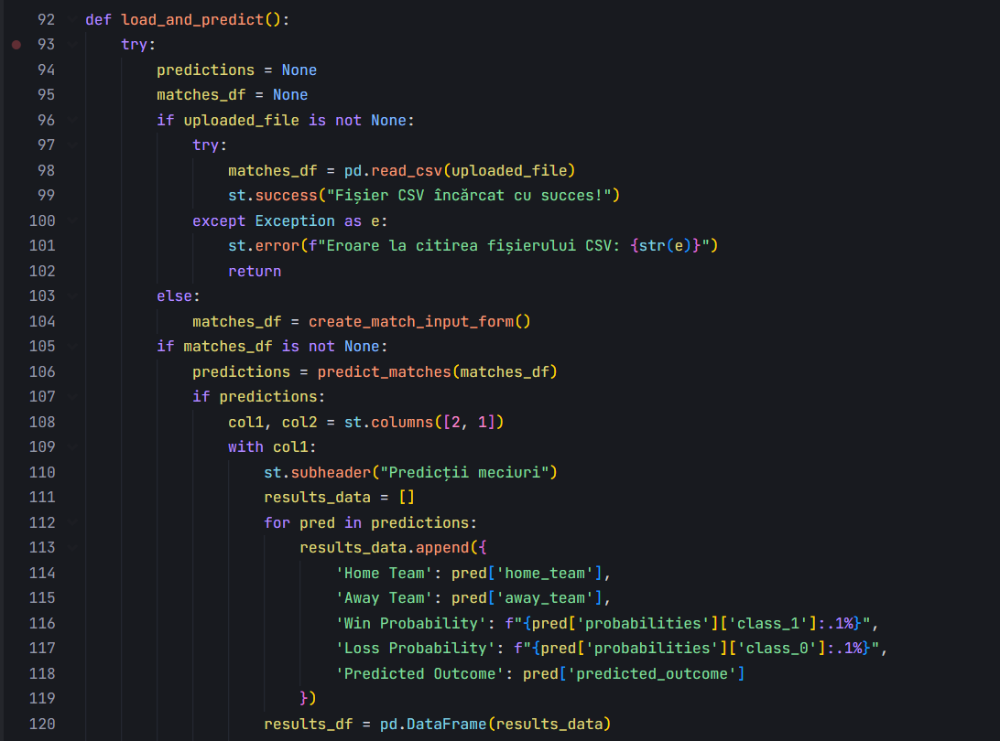 92 def load_and_predict():
93 try:
94 predictions = None
95 matches_df = None
96 if uploaded_file is not None:
97 try:
98 matches_df = pd.read_csv(uploaded_file)
99 st.success("Fișier CSV încărcat cu succes!")
100 except Exception as e:
101 st.error(f"Eroare la citirea fișierului CSV: {str(e)}")
102 return
103 else:
104 matches_df = create_match_input_form()
105 if matches_df is not None:
106 predictions = predict_matches(matches_df)
107 if predictions:
108 col1, col2 = st.columns([2, 1])
109 with col1:
110 st.subheader("Predicții meciuri")
111 results_data = []
112 for pred in predictions:
113 results_data.append({
114 'Home Team': pred['home_team'],
115 'Away Team': pred['away_team'],
116 'Win Probability': f"{pred['probabilities']['class_1']:.1%}",
117 'Loss Probability': f"{pred['probabilities']['class_0']:.1%}",
118 'Predicted Outcome': pred['predicted_outcome']
119 })
120 results_df = pd.DataFrame(results_data)